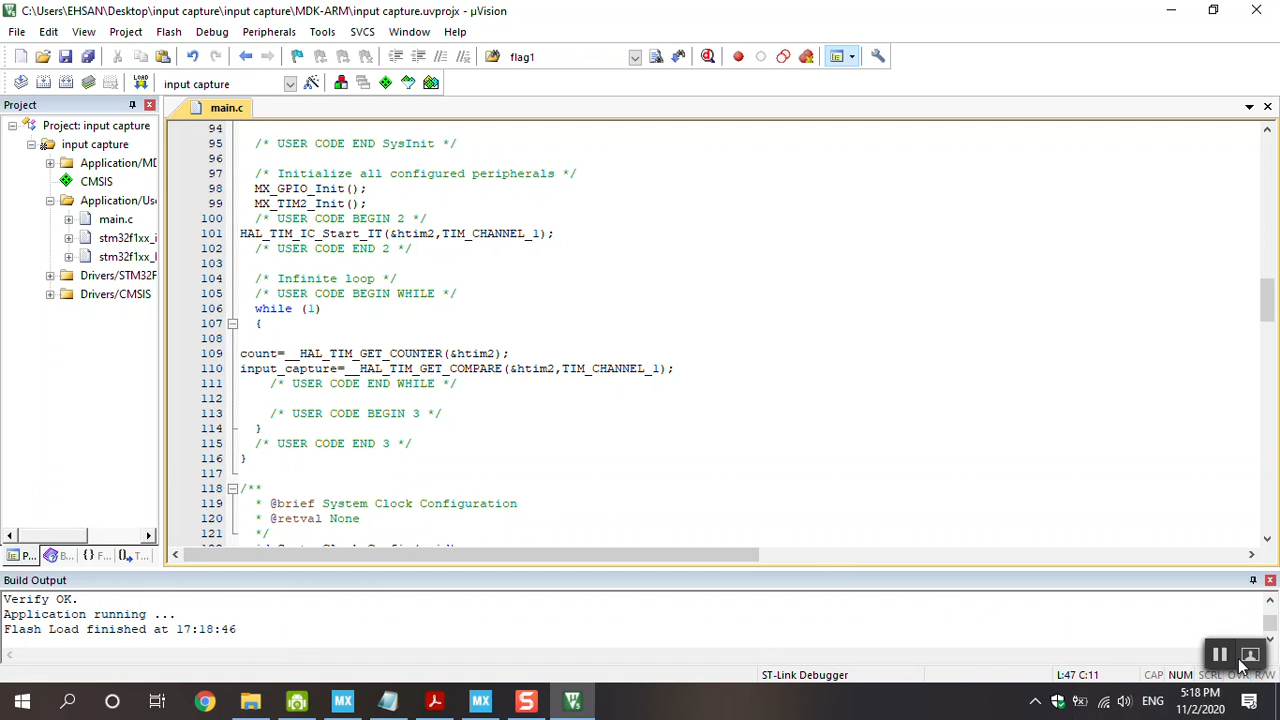 C:\Users\EHSAN\Desktop\input capture\input capture\MDK-ARM\input capture.uvprojx - µVision
File Edit View Project Flash Debug Peripherals Tools SVCS Window Help
flag1
LOAD input capture
Project
main.c
Project: input capture
input capture
Application/MD
CMSIS
Application/Use
main.c
stm32f1xx_i
stm32f1xx_l
Drivers/STM32F
Drivers/CMSIS
P... B... { } F... T...
94
95 /* USER CODE END SysInit */
96
97 /* Initialize all configured peripherals */
98 MX_GPIO_Init();
99 MX_TIM2_Init();
100 /* USER CODE BEGIN 2 */
101 HAL_TIM_IC_Start_IT(&htim2,TIM_CHANNEL_1);
102 /* USER CODE END 2 */
103
104 /* Infinite loop */
105 /* USER CODE BEGIN WHILE */
106 while (1)
107 {
108
109 count=__HAL_TIM_GET_COUNTER(&htim2);
110 input_capture=__HAL_TIM_GET_COMPARE(&htim2,TIM_CHANNEL_1);
111 /* USER CODE END WHILE */
112
113 /* USER CODE BEGIN 3 */
114 }
115 /* USER CODE END 3 */
116 }
117
118 /**
119 * @brief System Clock Configuration
120 * @retval None
121 */
Build Output
Verify OK.
Application running ...
Flash Load finished at 17:18:46
ST-Link Debugger L:47 C:11 CAP NUM SCRL OVR R/W
MX MX S
ENG 5:18 PM
11/2/2020